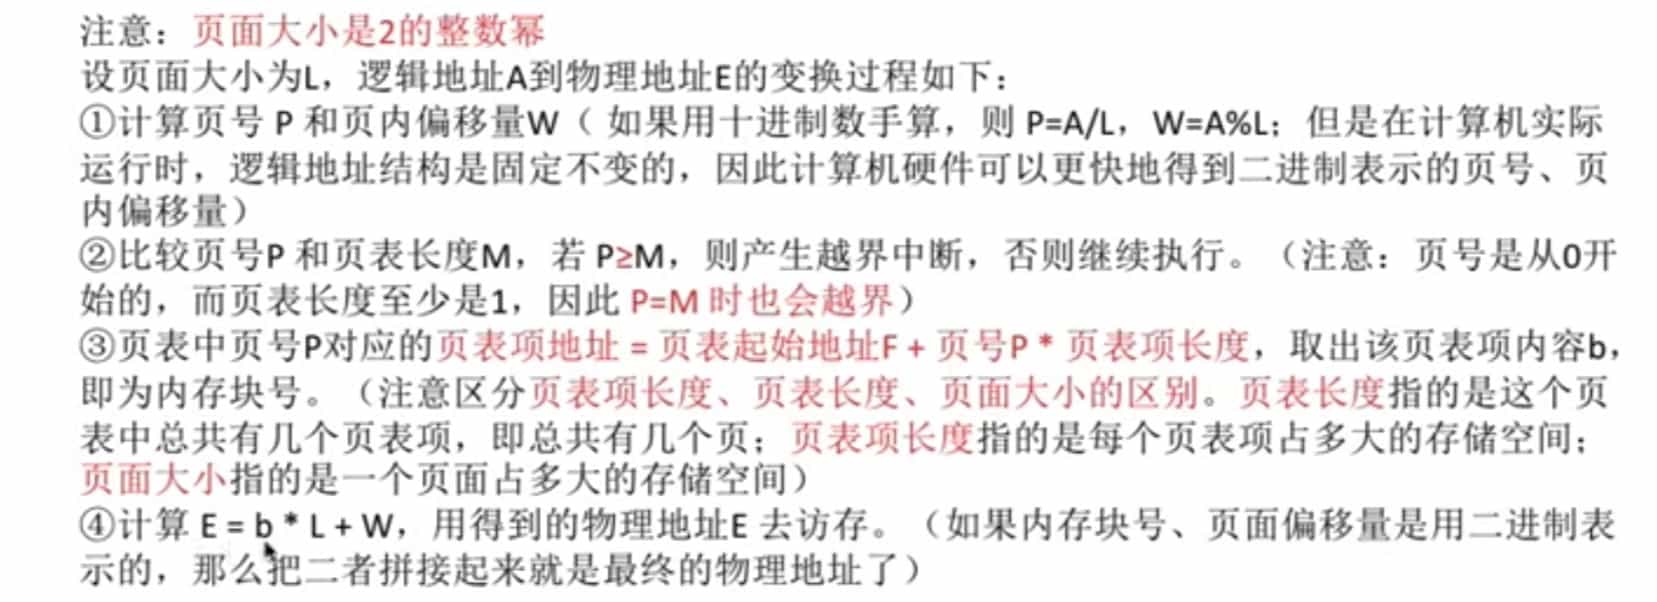 注意：页面大小是2的整数幂
设页面大小为L，逻辑地址A到物理地址E的变换过程如下：
①计算页号 P 和页内偏移量W（ 如果用十进制数手算，则 P=A/L，W=A%L；但是在计算机实际
运行时，逻辑地址结构是固定不变的，因此计算机硬件可以更快地得到二进制表示的页号、页
内偏移量）
②比较页号P 和页表长度M，若 P≥M，则产生越界中断，否则继续执行。（注意：页号是从0开
始的，而页表长度至少是1，因此 P=M 时也会越界）
③页表中页号P对应的页表项地址 = 页表起始地址F + 页号P * 页表项长度，取出该页表项内容b，
即为内存块号。（注意区分页表项长度、页表长度、页面大小的区别。页表长度指的是这个页
表中总共有几个页表项，即总共有几个页；页表项长度指的是每个页表项占多大的存储空间；
页面大小指的是一个页面占多大的存储空间）
④计算 E = b * L + W，用得到的物理地址E 去访存。（如果内存块号、页面偏移量是用二进制表
示的，那么把二者拼接起来就是最终的物理地址了）